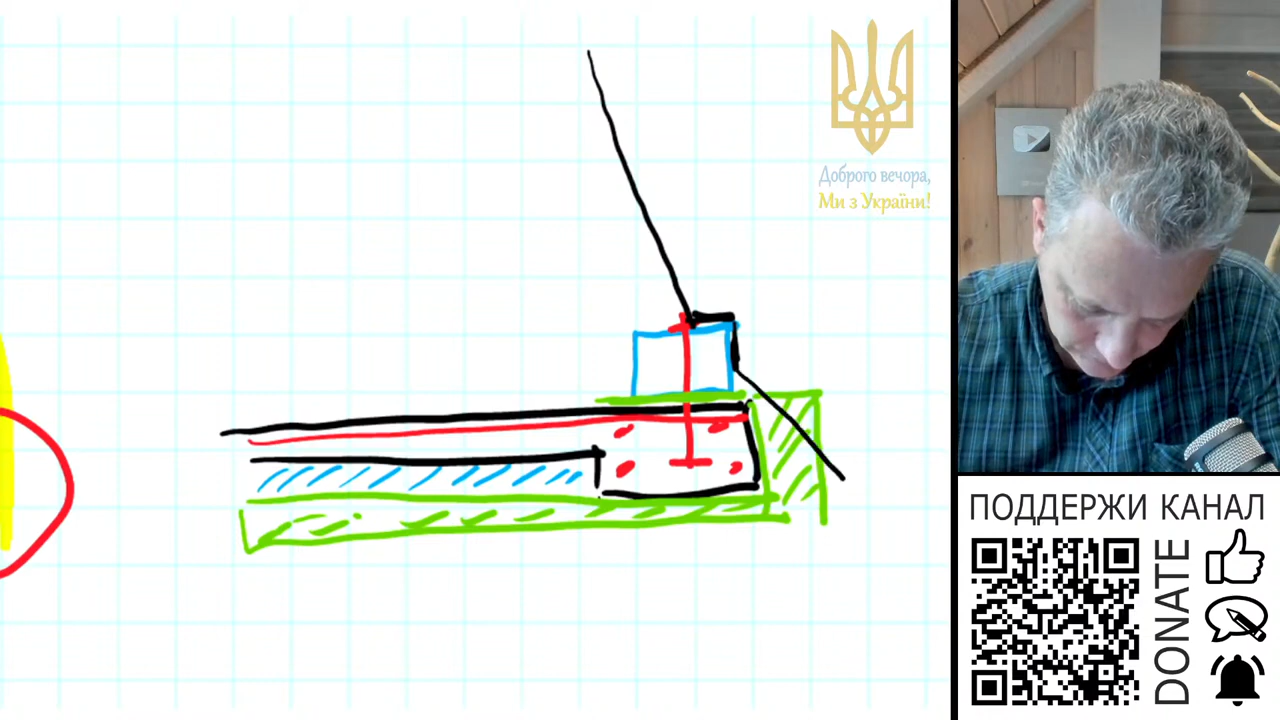 Доброго вечора,
Ми з України!
ПОДДЕРЖИ КАНАЛ
DONATE